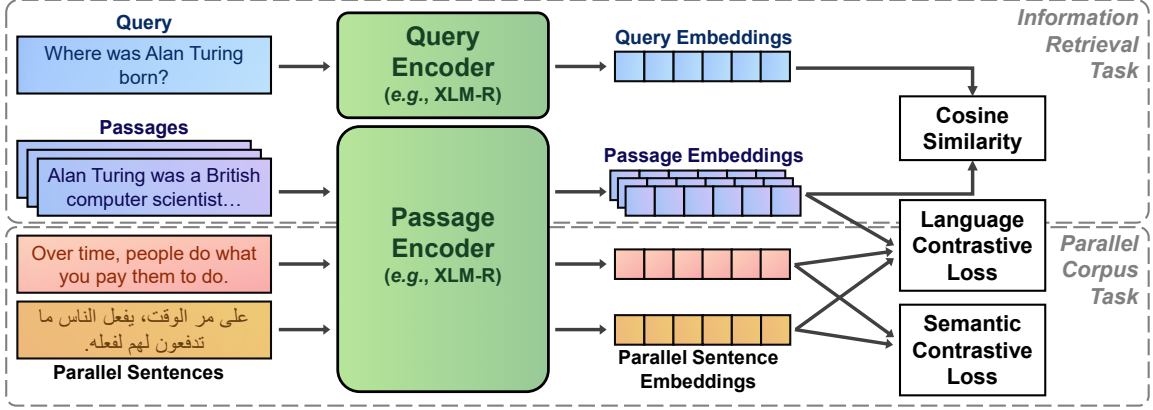 Query
Where was Alan Turing
born?
Query
Encoder
(e.g., XLM-R)
Query Embeddings
Information
Retrieval
Task
Cosine
Similarity
Passages
Alan Turing was a British
computer scientist…
Passage Embeddings
Passage
Encoder
(e.g., XLM-R)
Language
Contrastive
Loss
Over time, people do what
you pay them to do.
Parallel
Corpus
Task
على مر الوقت، يفعل الناس ما
تدفعون لهم لفعله.
Parallel Sentences
Parallel Sentence
Embeddings
Semantic
Contrastive
Loss